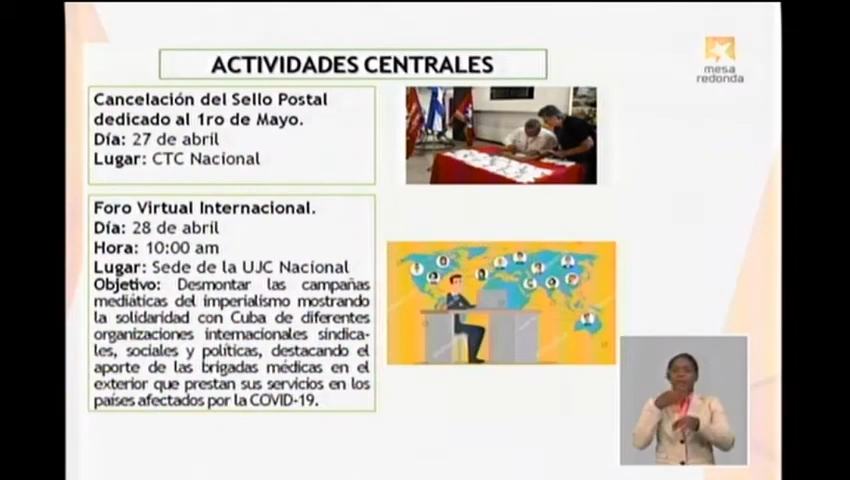 ACTIVIDADES CENTRALES
mesa
redonda
Cancelación del Sello Postal
dedicado al 1ro de Mayo.
Día: 27 de abril
Lugar: CTC Nacional
Foro Virtual Internacional.
Día: 28 de abril
Hora: 10:00 am
Lugar: Sede de la UJC Nacional
Objetivo: Desmontar las campañas
mediáticas del imperialismo mostrando
la solidaridad con Cuba de diferentes
organizaciones internacionales sindica-
les, sociales y políticas, destacando el
aporte de las brigadas médicas en el
exterior que prestan sus servicios en los
países afectados por la COVID-19.